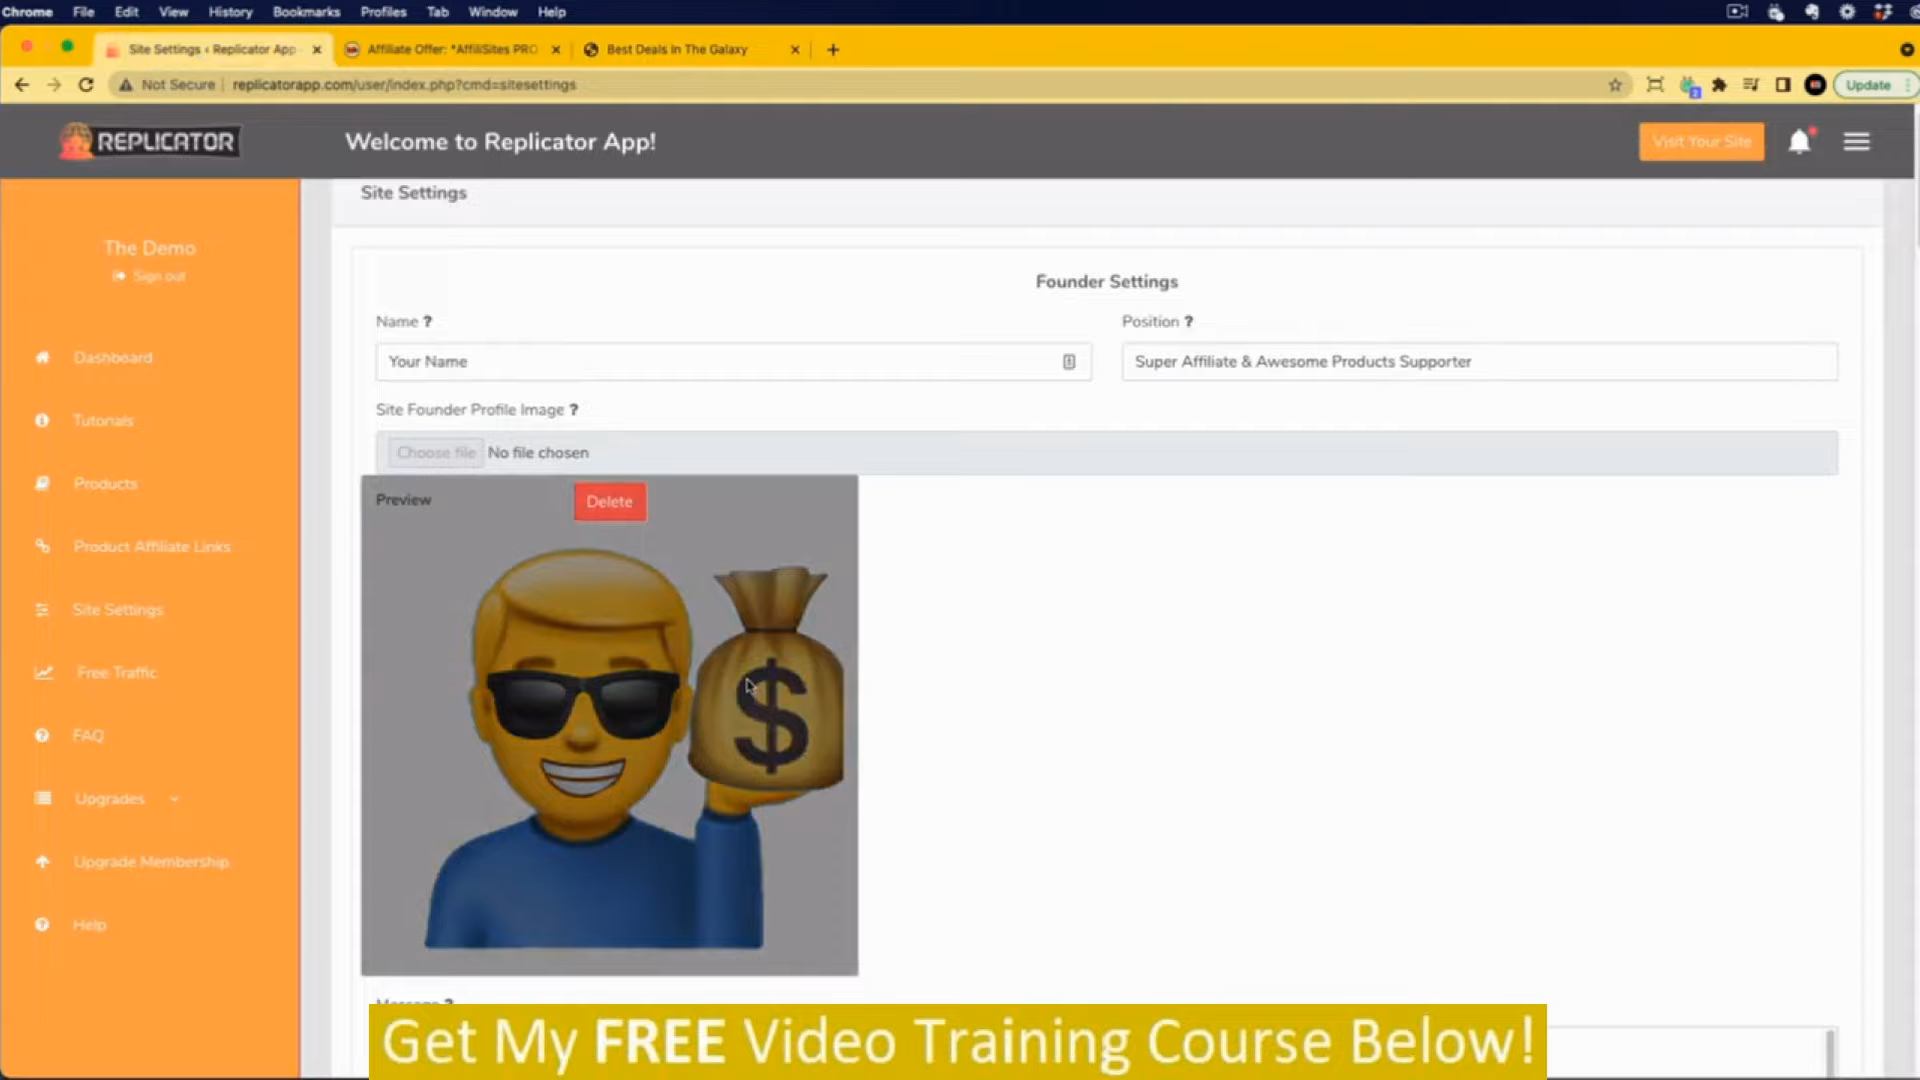 Chrome File Edit View History Bookmarks Profiles Tab Window Help
Site Settings ‹ Replicator App
Affiliate Offer: "AffiliSites PRO
Best Deals In The Galaxy
Not Secure replicatorapp.com/user/index.php?cmd=sitesettings
Update
REPLICATOR
Welcome to Replicator App!
Visit Your Site
The Demo
Sign out
Dashboard
Tutorials
Products
Product Affiliate Links
Site Settings
Free Traffic
FAQ
Upgrades
Upgrade Membership
Help
Site Settings
Founder Settings
Name ?
Position ?
Your Name
Super Affiliate & Awesome Products Supporter
Site Founder Profile Image ?
Choose file No file chosen
Preview
Delete
$
Message ?
Get My FREE Video Training Course Below!